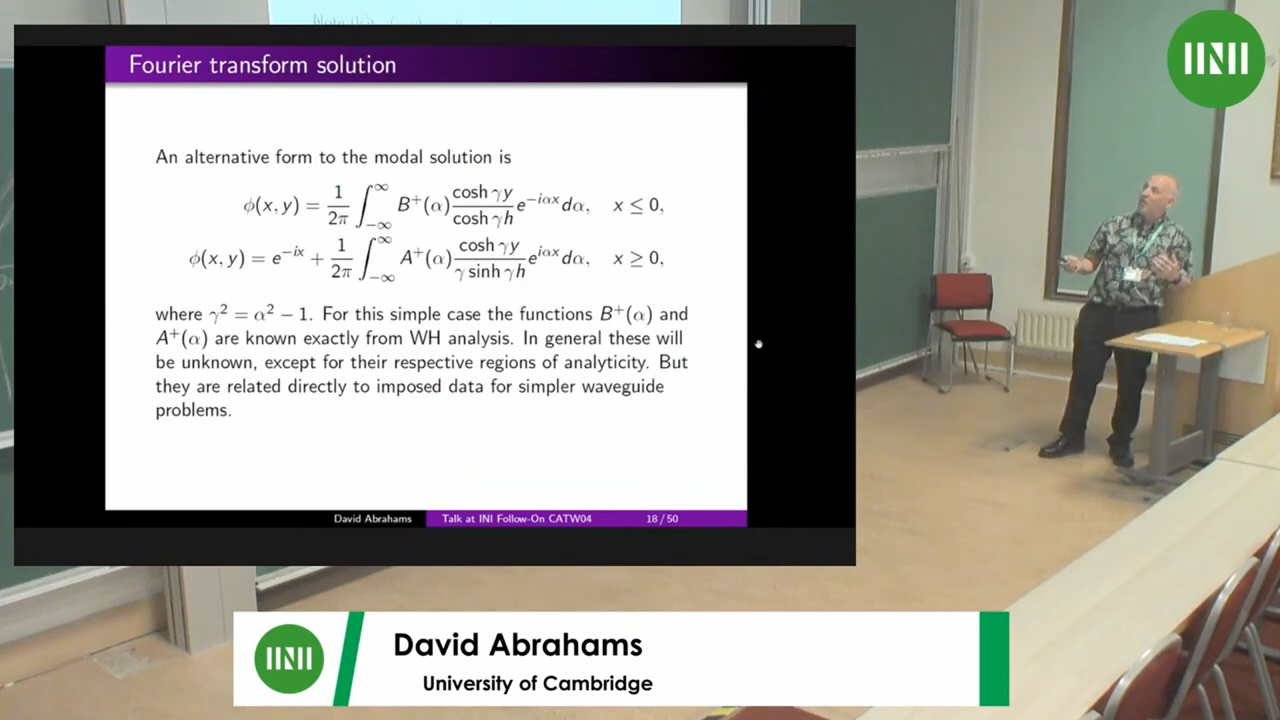 Fourier transform solution
An alternative form to the modal solution is
ϕ(x, y) = 1/2π ∫_{-∞}^{∞} B⁺(α) cosh γy / cosh γh e^{-iαx} dα, x ≤ 0,
ϕ(x, y) = e^{-ix} + 1/2π ∫_{-∞}^{∞} A⁺(α) cosh γy / γ sinh γh e^{iαx} dα, x ≥ 0,
where γ² = α² − 1. For this simple case the functions B⁺(α) and
A⁺(α) are known exactly from WH analysis. In general these will
be unknown, except for their respective regions of analyticity. But
they are related directly to imposed data for simpler waveguide
problems.
David Abrahams Talk at INI Follow-On CATW04 18 / 50
INI
INI
David Abrahams
University of Cambridge